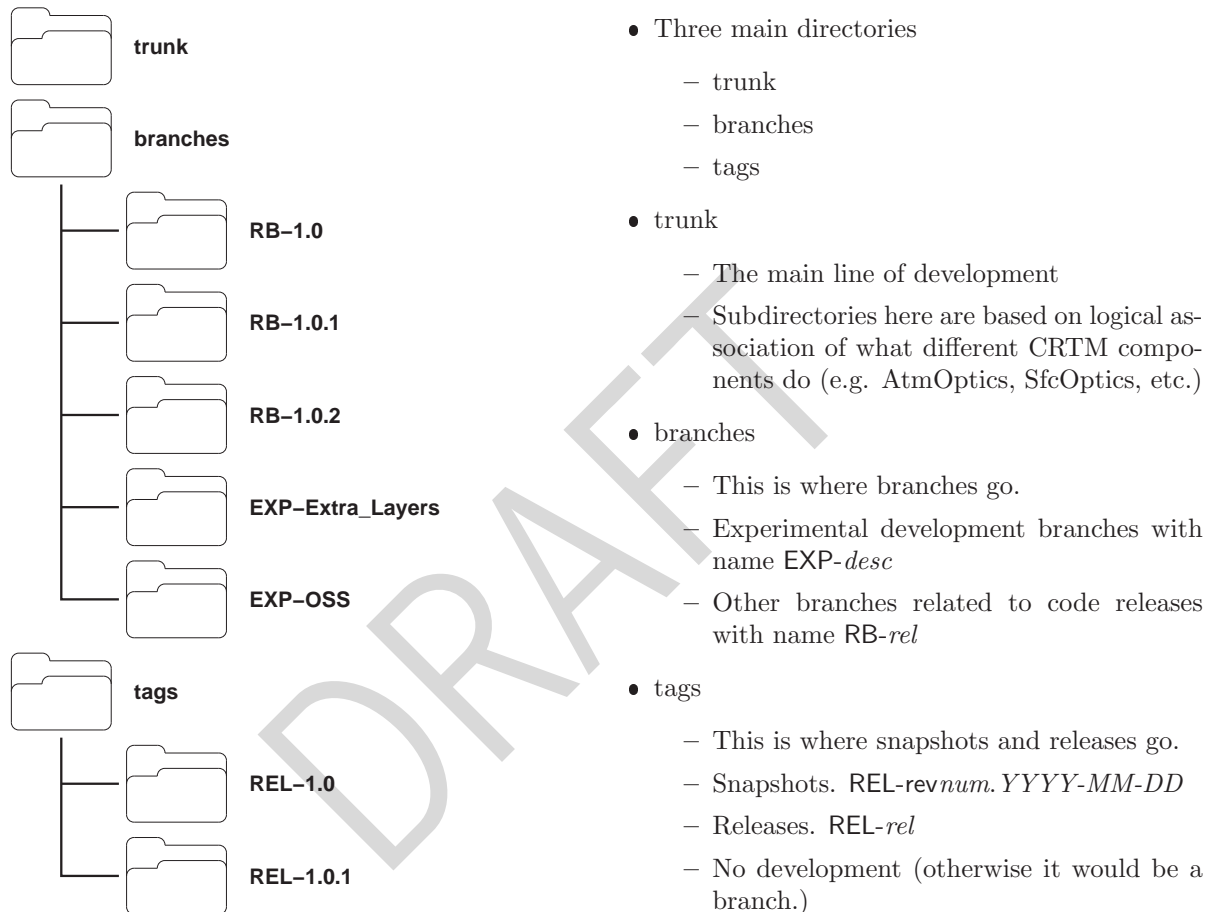 trunk
branches
RB–1.0
RB–1.0.1
RB–1.0.2
EXP–Extra_Layers
EXP–OSS
tags
REL–1.0
REL–1.0.1
• Three main directories
– trunk
– branches
– tags
• trunk
– The main line of development
– Subdirectories here are based on logical as-
sociation of what different CRTM compo-
nents do (e.g. AtmOptics, SfcOptics, etc.)
• branches
– This is where branches go.
– Experimental development branches with
name EXP-desc
– Other branches related to code releases
with name RB-rel
• tags
– This is where snapshots and releases go.
– Snapshots. REL-revnum.YYYY-MM-DD
– Releases. REL-rel
– No development (otherwise it would be a
branch.)
DRAFT